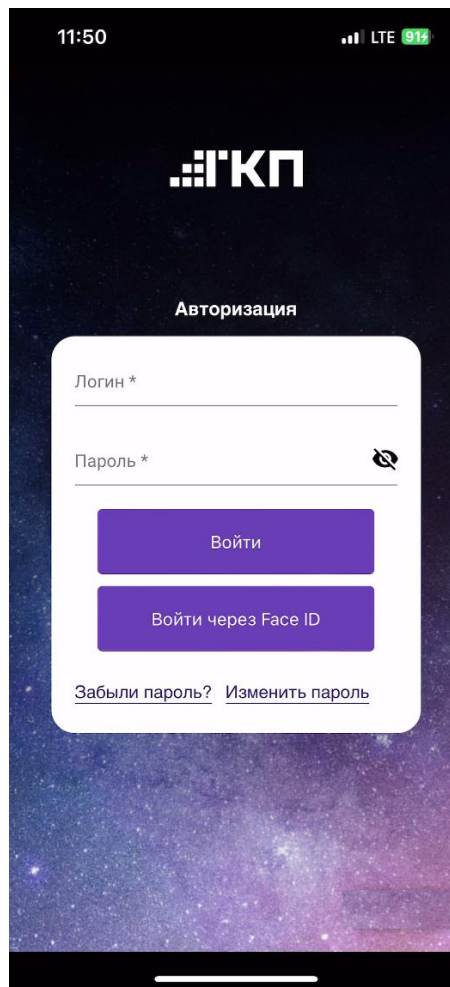 11:50 LTE 91
ГКП
Авторизация
Логин *
Пароль *
Войти
Войти через Face ID
Забыли пароль? Изменить пароль